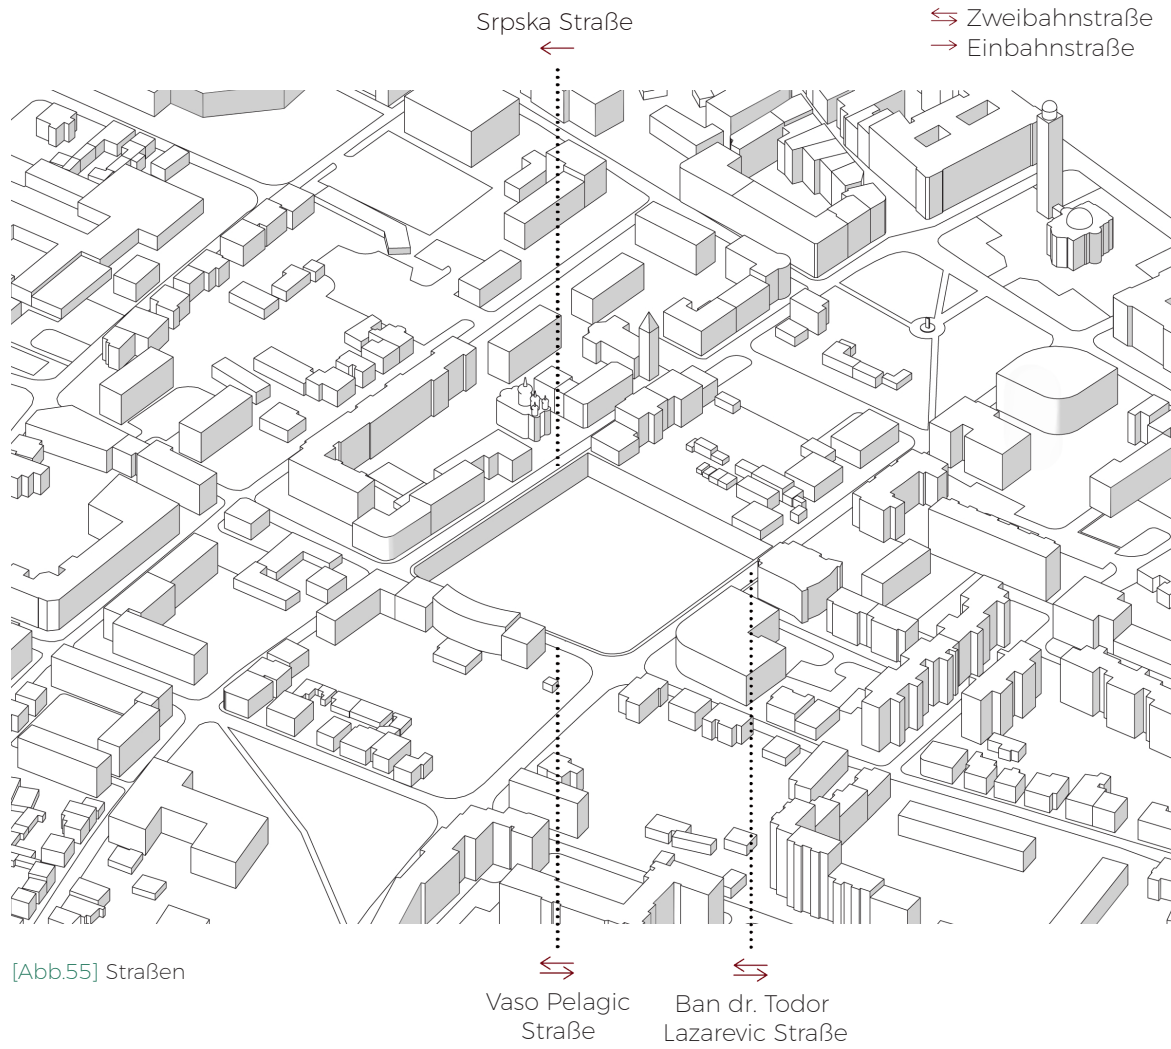 Srpska Straße
Zweibahnstraße
Einbahnstraße
[Abb.55] Straßen
Vaso Pelagic
Straße
Ban dr. Todor
Lazarevic Straße